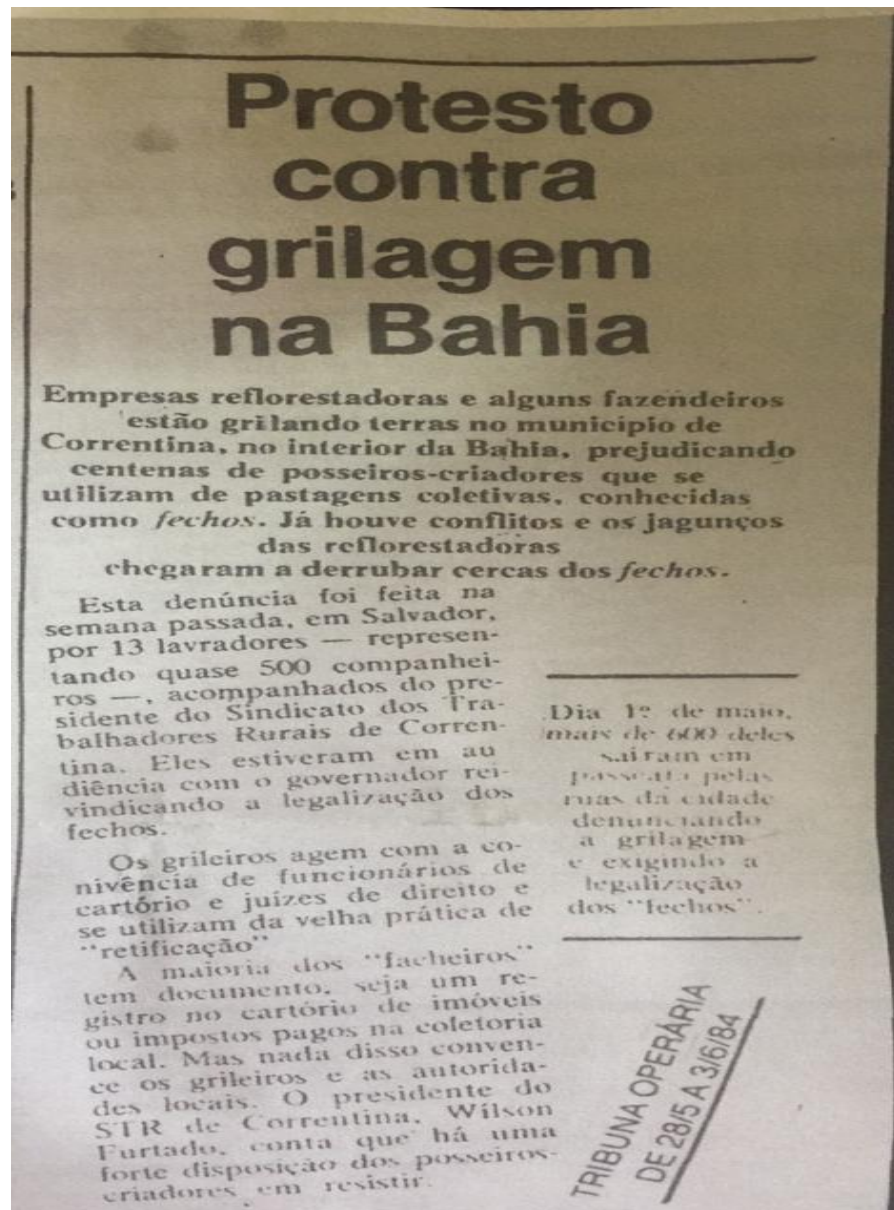 Protesto
contra
grilagem
na Bahia
Empresas reflorestadoras e alguns fazendeiros
estão grilando terras no município de
Correntina, no interior da Bahia, prejudicando
centenas de posseiros-criadores que se
utilizam de pastagens coletivas, conhecidas
como fechos. Já houve conflitos e os jagunços
das reflorestadoras
chegaram a derrubar cercas dos fechos.
Esta denúncia foi feita na
semana passada, em Salvador,
por 13 lavradores — represen-
tando quase 500 companhei-
ros —, acompanhados do pre-
sidente do Sindicato dos Tra-
balhadores Rurais de Corren-
tina. Eles estiveram em au
diência com o governador rei-
vindicando a legalização dos
fechos.
Os grileiros agem com a co-
nivência de funcionários de
cartório e juízes de direito e
se utilizam da velha prática de
"retificação"
A maioria dos "facheiros"
tem documento, seja um re-
gistro no cartório de imóveis
ou impostos pagos na coletoria
local. Mas nada disso conven-
ce os grileiros e as autorida-
des locais. O presidente do
STR de Correntina, Wilson
Furtado, conta que há uma
forte disposição dos posseiros-
criadores em resistir.
Dia 1º de maio,
mais de 600 deles
saíram em
passeata pelas
ruas da cidade
denunciando
a grilagem
e exigindo a
legalização
dos "fechos".
TRIBUNA OPERÁRIA
DE 28/5 A 3/6/84